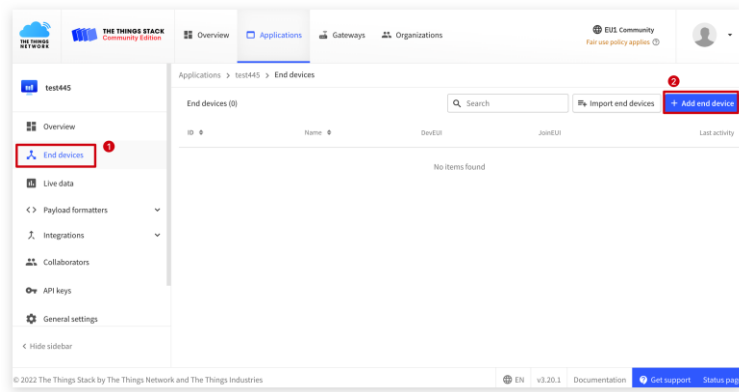 THE THINGS NETWORK
THE THINGS STACK
Community Edition
Overview
Applications
Gateways
Organizations
EU1 Community
Fair use policy applies
test445
Applications > test445 > End devices
2
End devices (0)
Search
Import end devices
+ Add end device
Overview
ID
Name
DevEUI
JoinEUI
Last activity
1
End devices
No items found
Live data
Payload formatters
Integrations
Collaborators
API keys
General settings
< Hide sidebar
© 2022 The Things Stack by The Things Network and The Things Industries
EN
v3.20.1
Documentation
Get support
Status page